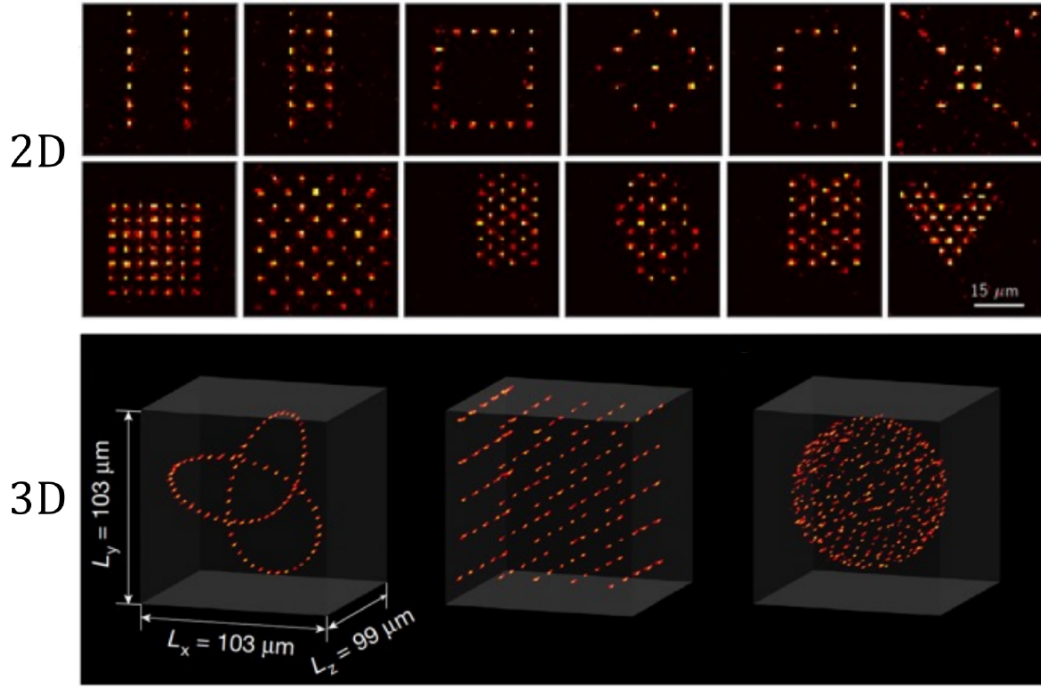 2D
15 μm
3D
L_y = 103 μm
L_x = 103 μm
L_z = 99 μm